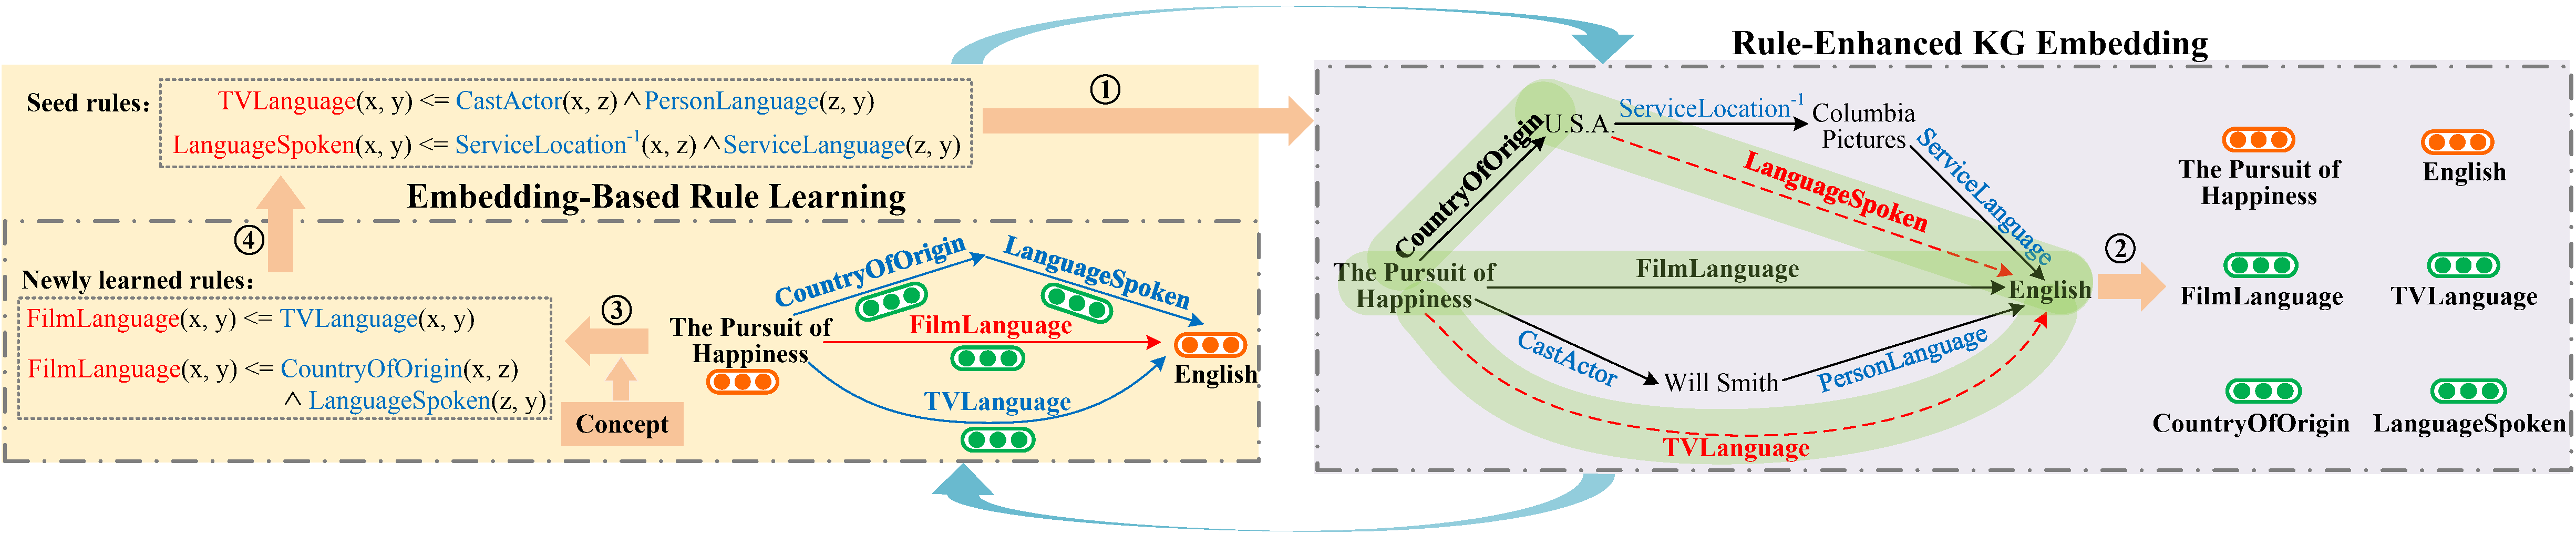 Rule-Enhanced KG Embedding
①
Seed rules:
TVLanguage(x, y) <= CastActor(x, z) ∧PersonLanguage(z, y)
LanguageSpoken(x, y) <= ServiceLocation⁻¹(x, z) ∧ServiceLanguage(z, y)
Embedding-Based Rule Learning
④
Newly learned rules:
FilmLanguage(x, y) <= TVLanguage(x, y)
FilmLanguage(x, y) <= CountryOfOrigin(x, z)
∧ LanguageSpoken(z, y)
③
Concept
The Pursuit of
Happiness
CountryOfOrigin
LanguageSpoken
FilmLanguage
TVLanguage
English
CountryOfOrigin
U.S.A.
ServiceLocation⁻¹
Columbia
Pictures
LanguageSpoken
ServiceLanguage
The Pursuit of
Happiness
FilmLanguage
English
CastActor
Will Smith
PersonLanguage
TVLanguage
②
The Pursuit of
Happiness
English
FilmLanguage
TVLanguage
CountryOfOrigin
LanguageSpoken